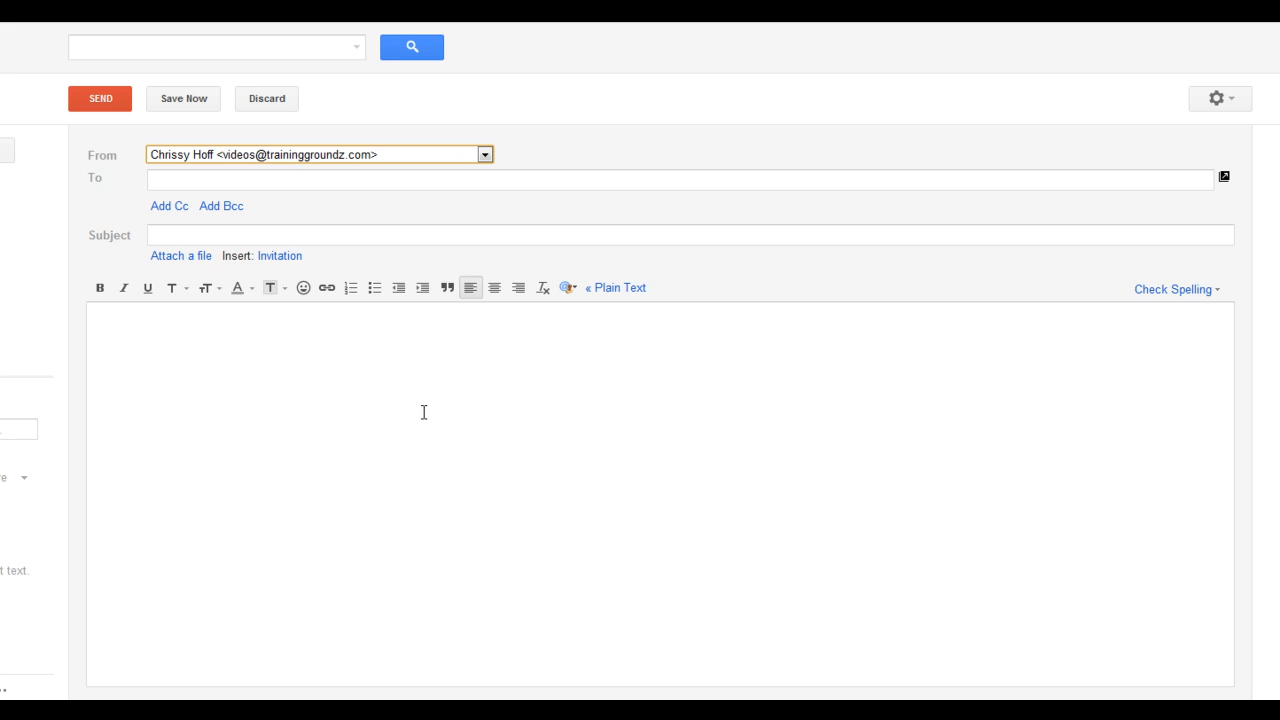 SEND Save Now Discard
From Chrissy Hoff <videos@traininggroundz.com>
To
Add Cc Add Bcc
Subject
Attach a file Insert: Invitation
B I U T T A T « Plain Text Check Spelling
t text.